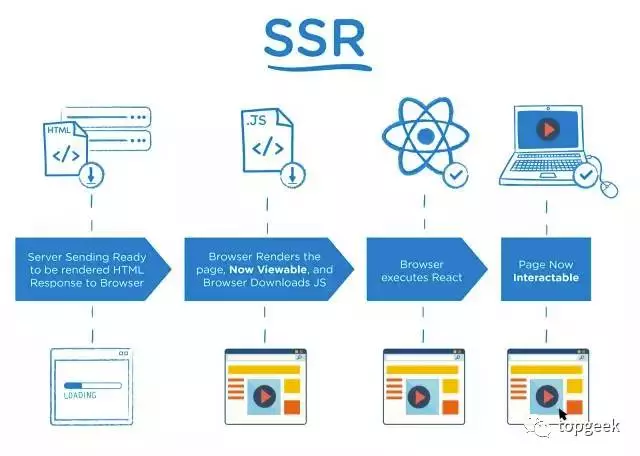 SSR
HTML
</>
.JS
</>
Server Sending Ready
to be rendered HTML
Response to Browser
Browser Renders the
page, Now Viewable, and
Browser Downloads JS
Browser
executes React
Page Now
Interactable
LOADING
topgeek